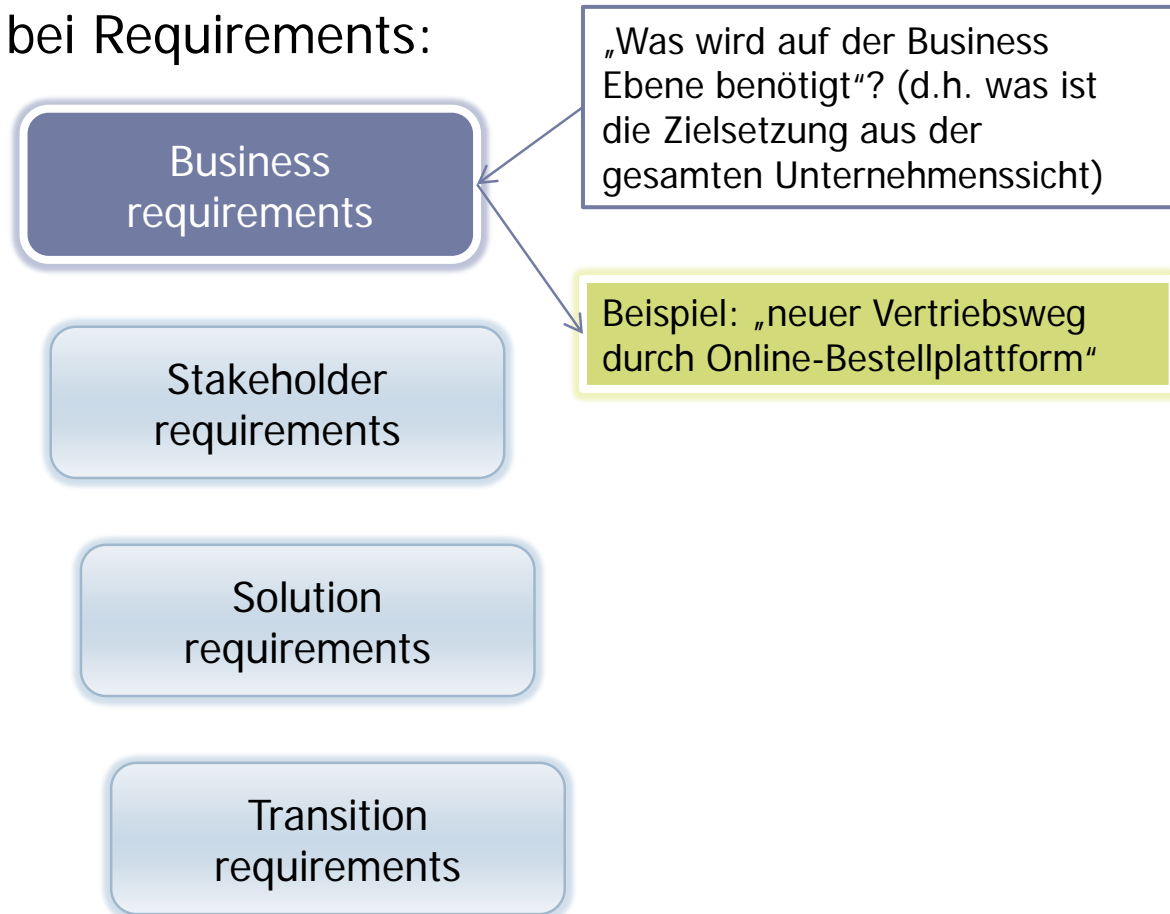 bei Requirements:
„Was wird auf der Business
Ebene benötigt“? (d.h. was ist
die Zielsetzung aus der
gesamten Unternehmenssicht)
Business
requirements
Beispiel: „neuer Vertriebsweg
durch Online-Bestellplattform“
Stakeholder
requirements
Solution
requirements
Transition
requirements